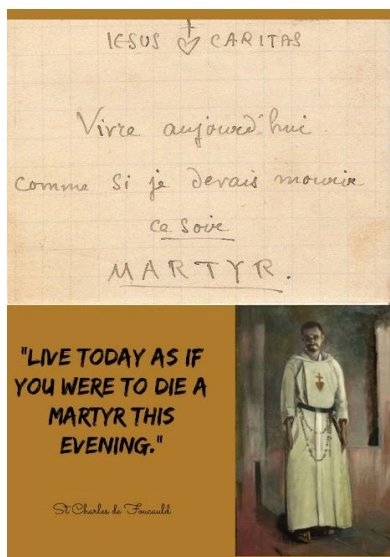 IESUS CARITAS
Vivre aujourd'hui
comme si je devais mourir
ce soir
MARTYR.
"LIVE TODAY AS IF
YOU WERE TO DIE A
MARTYR THIS
EVENING."
St Charles de Foucauld